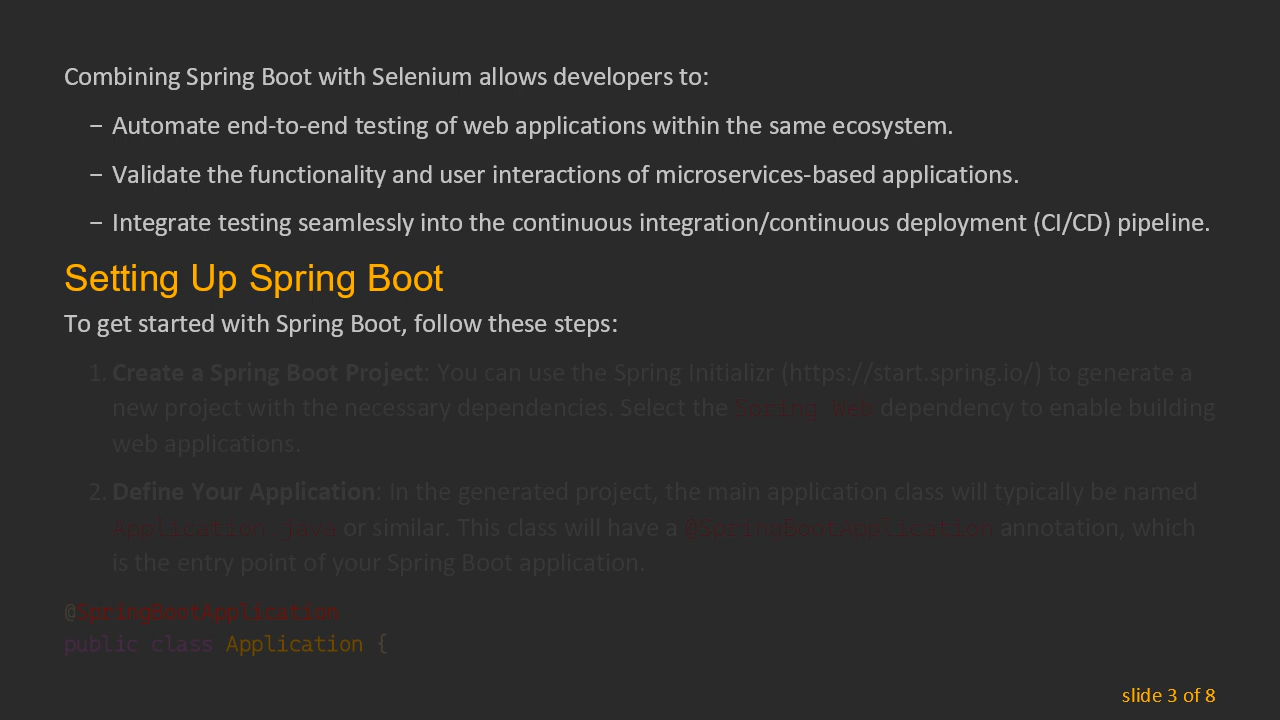 Combining Spring Boot with Selenium allows developers to:
– Automate end-to-end testing of web applications within the same ecosystem.
– Validate the functionality and user interactions of microservices-based applications.
– Integrate testing seamlessly into the continuous integration/continuous deployment (CI/CD) pipeline.
Setting Up Spring Boot
To get started with Spring Boot, follow these steps:
1. Create a Spring Boot Project: You can use the Spring Initializr (https://start.spring.io/) to generate a
new project with the necessary dependencies. Select the Spring Web dependency to enable building
web applications.
2. Define Your Application: In the generated project, the main application class will typically be named
Application.java or similar. This class will have a @SpringBootApplication annotation, which
is the entry point of your Spring Boot application.
@SpringBootApplication
public class Application {
slide 3 of 8